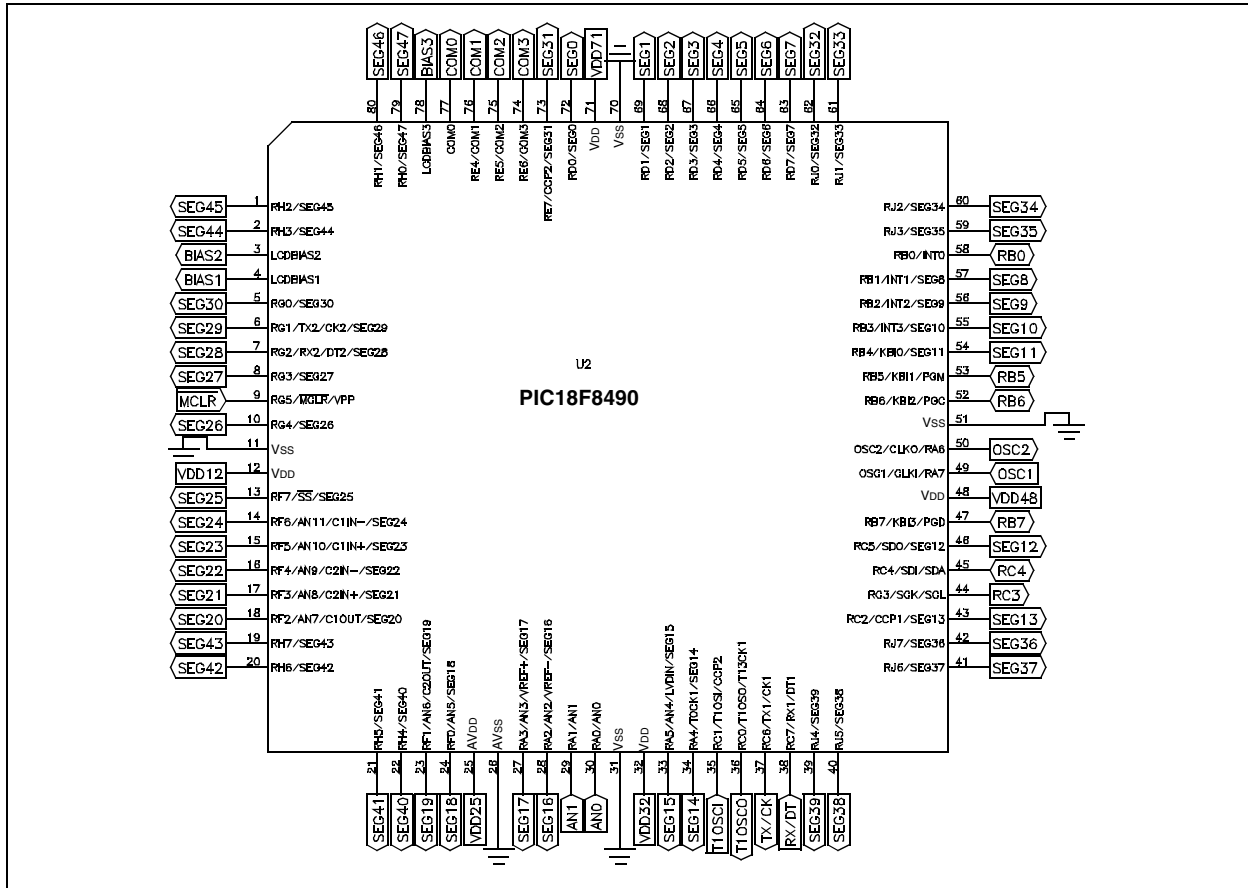 SEG46 SEG47 BIAS3 COM0 COM1 COM2 COM3 SEG31 SEG0 VDD71 SEG1 SEG2 SEG3 SEG4 SEG5 SEG6 SEG7 SEG32 SEG33
80 79 78 77 76 75 74 73 72 71 70 69 68 67 66 65 64 63 62 61
RH1/SEG46 RH0/SEG47 LCDBIAS3 COM0 RE4/COM1 RE5/COM2 RE6/COM3 RE7/CCP2/SEG31 RD0/SEG0 VDD VSS RD1/SEG1 RD2/SEG2 RD3/SEG3 RD4/SEG4 RD5/SEG5 RD6/SEG6 RD7/SEG7 RJ0/SEG32 RJ1/SEG33
SEG45 1 RH2/SEG45
SEG44 2 RH3/SEG44
BIAS2 3 LCDBIAS2
BIAS1 4 LCDBIAS1
SEG30 5 RG0/SEG30
SEG29 6 RG1/TX2/CK2/SEG29
SEG28 7 RG2/RX2/DT2/SEG28
SEG27 8 RG3/SEG27
MCLR 9 RG5/MCLR/VPP
SEG26 10 RG4/SEG26
11 VSS
VDD12 12 VDD
SEG25 13 RF7/SS/SEG25
SEG24 14 RF6/AN11/C1IN-/SEG24
SEG23 15 RF5/AN10/C1IN+/SEG23
SEG22 16 RF4/AN9/C2IN-/SEG22
SEG21 17 RF3/AN8/C2IN+/SEG21
SEG20 18 RF2/AN7/C1OUT/SEG20
SEG43 19 RH7/SEG43
SEG42 20 RH6/SEG42
U2
PIC18F8490
RJ2/SEG34 60 SEG34
RJ3/SEG35 59 SEG35
RB0/INT0 58 RB0
RB1/INT1/SEG8 57 SEG8
RB2/INT2/SEG9 56 SEG9
RB3/INT3/SEG10 55 SEG10
RB4/KBI0/SEG11 54 SEG11
RB5/KBI1/PGM 53 RB5
RB6/KBI2/PGC 52 RB6
VSS 51
OSC2/CLKO/RA6 50 OSC2
OSC1/CLKI/RA7 49 OSC1
VDD 48 VDD48
RB7/KBI3/PGD 47 RB7
RC5/SDO/SEG12 46 SEG12
RC4/SDI/SDA 45 RC4
RC3/SCK/SCL 44 RC3
RC2/CCP1/SEG13 43 SEG13
RJ7/SEG36 42 SEG36
RJ6/SEG37 41 SEG37
RH5/SEG41 RH4/SEG40 RF1/AN6/C2OUT/SEG19 RF0/AN5/SEG18 AVDD AVSS RA3/AN3/VREF+/SEG17 RA2/AN2/VREF-/SEG16 RA1/AN1 RA0/AN0 VSS VDD RA5/AN4/LVDIN/SEG15 RA4/T0CK1/SEG14 RC1/T1OSI/CCP2 RC0/T1OSO/T13CK1 RC6/TX1/CK1 RC7/RX1/DT1 RJ4/SEG39 RJ5/SEG38
21 22 23 24 25 26 27 28 29 30 31 32 33 34 35 36 37 38 39 40
SEG41 SEG40 SEG19 SEG18 VDD25 SEG17 SEG16 AN1 AN0 VDD32 SEG15 SEG14 T1OSCI T1OSCO TX/CK RX/DT SEG39 SEG38